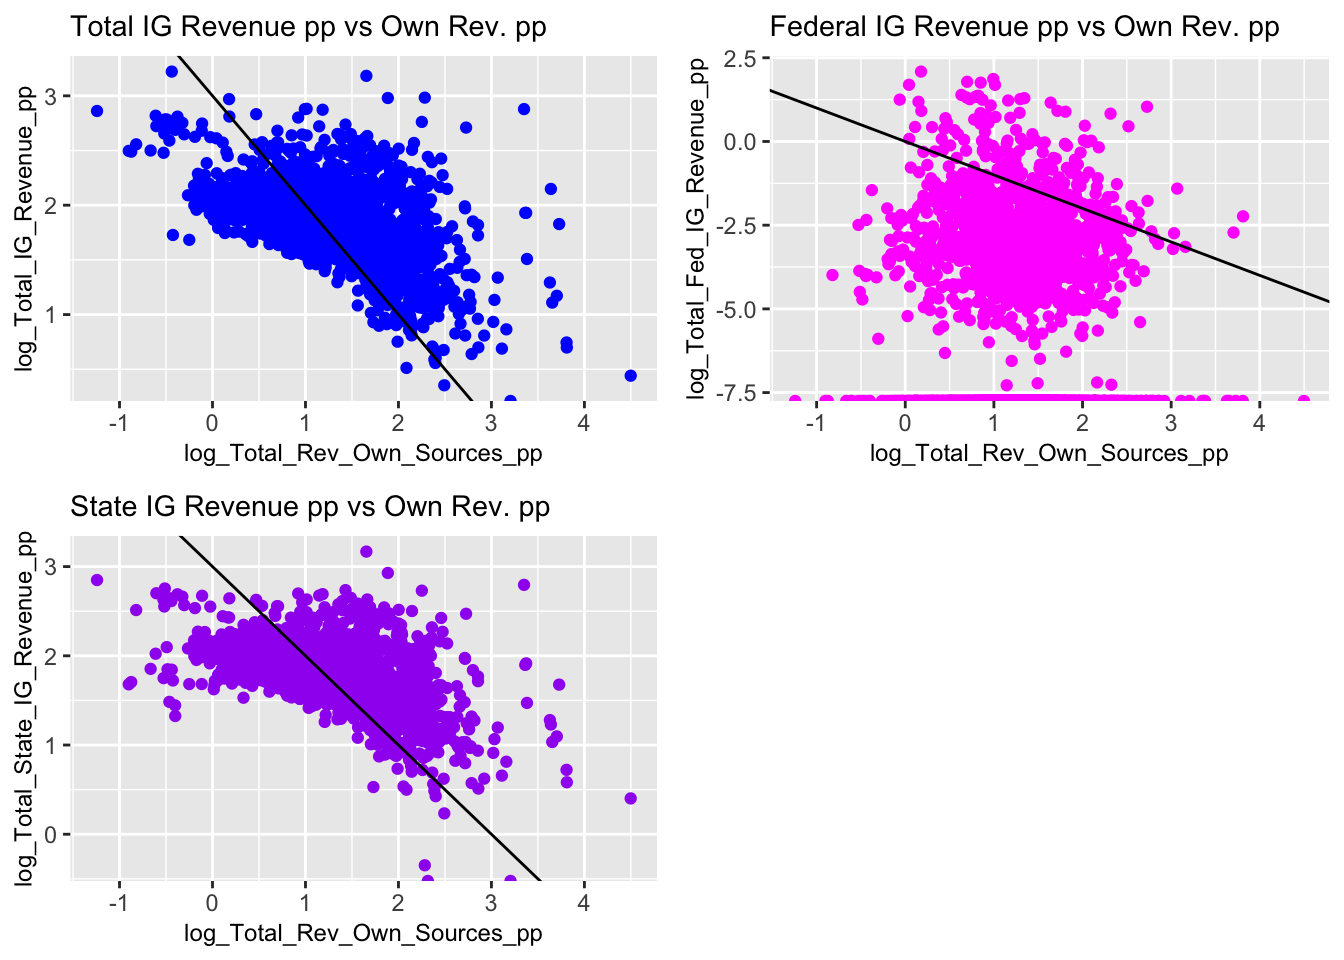 Total IG Revenue pp vs Own Rev. pp
log_Total_IG_Revenue_pp
3
2
1
-1 0 1 2 3 4
log_Total_Rev_Own_Sources_pp
Federal IG Revenue pp vs Own Rev. pp
log_Total_Fed_IG_Revenue_pp
2.5
0.0
-2.5
-5.0
-7.5
-1 0 1 2 3 4
log_Total_Rev_Own_Sources_pp
State IG Revenue pp vs Own Rev. pp
log_Total_State_IG_Revenue_pp
3
2
1
0
-1 0 1 2 3 4
log_Total_Rev_Own_Sources_pp